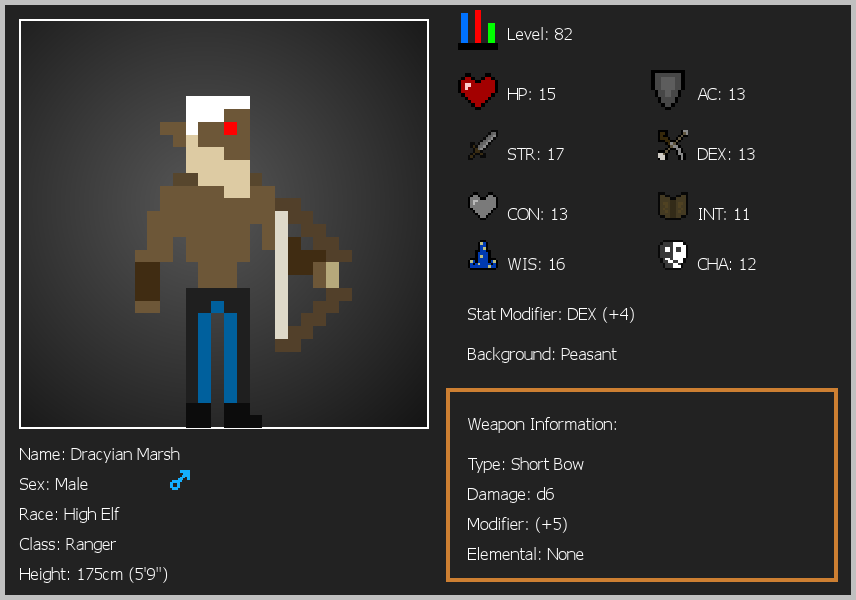 Level: 82
HP: 15
AC: 13
STR: 17
DEX: 13
CON: 13
INT: 11
WIS: 16
CHA: 12
Stat Modifier: DEX (+4)
Background: Peasant
Weapon Information:
Type: Short Bow
Damage: d6
Modifier: (+5)
Elemental: None
Name: Dracyian Marsh
Sex: Male
Race: High Elf
Class: Ranger
Height: 175cm (5'9")